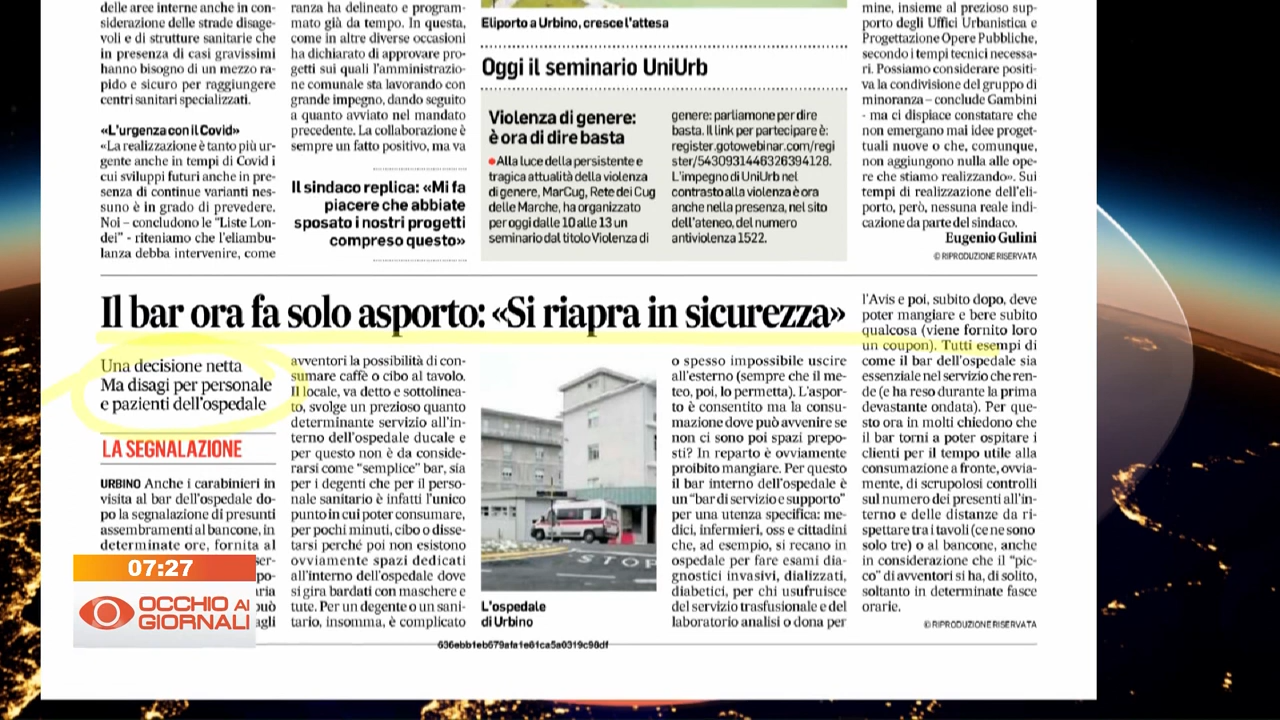 delle aree interne anche in con-
siderazione delle strade disage-
voli e di strutture sanitarie che
in presenza di casi gravissimi
hanno bisogno di un mezzo ra-
pido e sicuro per raggiungere
centri sanitari specializzati.
«L'urgenza con il Covid»
«La realizzazione è tanto più ur-
gente anche in tempi di Covid i
cui sviluppi futuri anche in pre-
senza di continue varianti nes-
suno è in grado di prevedere.
Noi – concludono le "Liste Lon-
dei" - riteniamo che l'eliambu-
lanza debba intervenire, come
ranza ha delineato e program-
mato già da tempo. In questa,
come in altre diverse occasioni
ha dichiarato di approvare pro-
getti sui quali l'amministrazio-
ne comunale sta lavorando con
grande impegno, dando seguito
a quanto avviato nel mandato
precedente. La collaborazione è
sempre un fatto positivo, ma va
Il sindaco replica: «Mi fa
piacere che abbiate
sposato i nostri progetti
compreso questo»
Eliporto a Urbino, cresce l'attesa
Oggi il seminario UniUrb
Violenza di genere:
è ora di dire basta
Alla luce della persistente e
tragica attualità della violenza
di genere, MarCug, Rete dei Cug
delle Marche, ha organizzato
per oggi dalle 10 alle 13 un
seminario dal titolo Violenza di
genere: parliamone per dire
basta. Il link per partecipare è:
register.gotowebinar.com/regi
ster/5430931446326394128.
L'impegno di UniUrb nel
contrasto alla violenza è ora
anche nella presenza, nel sito
dell'ateneo, del numero
antiviolenza 1522.
mine, insieme al prezioso sup-
porto degli Uffici Urbanistica e
Progettazione Opere Pubbliche,
secondo i tempi tecnici necessa-
ri. Possiamo considerare positi-
va la condivisione del gruppo di
minoranza – conclude Gambini
- ma ci dispiace constatare che
non emergano mai idee proget-
tuali nuove o che, comunque,
non aggiungono nulla alle ope-
re che stiamo realizzando». Sui
tempi di realizzazione dell'eli-
porto, però, nessuna reale indi-
cazione da parte del sindaco.
Eugenio Gulini
© RIPRODUZIONE RISERVATA
Il bar ora fa solo asporto: «Si riapra in sicurezza»
Una decisione netta
Ma disagi per personale
e pazienti dell'ospedale
LA SEGNALAZIONE
URBINO Anche i carabinieri in
visita al bar dell'ospedale do-
po la segnalazione di presunti
assembramenti al bancone, in
determinate ore, fornita al
ser-
po-
aria
può
agli
avventori la possibilità di con-
sumare caffè o cibo al tavolo.
Il locale, va detto e sottolinea-
to, svolge un prezioso quanto
determinante servizio all'in-
terno dell'ospedale ducale e
per questo non è da conside-
rarsi come "semplice" bar, sia
per i degenti che per il perso-
nale sanitario è infatti l'unico
punto in cui poter consumare,
per pochi minuti, cibo o disse-
tarsi perché poi non esistono
ovviamente spazi dedicati
all'interno dell'ospedale dove
si gira bardati con maschere e
tute. Per un degente o un sani-
tario, insomma, è complicato
STOP
L'ospedale
di Urbino
o spesso impossibile uscire
all'esterno (sempre che il me-
teo, poi, lo permetta). L'aspor-
to è consentito ma la consu-
mazione dove può avvenire se
non ci sono poi spazi prepo-
sti? In reparto è ovviamente
proibito mangiare. Per questo
il bar interno dell'ospedale è
un "bar di servizio e supporto"
per una utenza specifica: me-
dici, infermieri, oss e cittadini
che, ad esempio, si recano in
ospedale per fare esami dia-
gnostici invasivi, dializzati,
diabetici, per chi usufruisce
del servizio trasfusionale e del
laboratorio analisi o dona per
l'Avis e poi, subito dopo, deve
poter mangiare e bere subito
qualcosa (viene fornito loro
un coupon). Tutti esempi di
come il bar dell'ospedale sia
essenziale nel servizio che ren-
de (e ha reso durante la prima
devastante ondata). Per que-
sto ora in molti chiedono che
il bar torni a poter ospitare i
clienti per il tempo utile alla
consumazione a fronte, ovvia-
mente, di scrupolosi controlli
sul numero dei presenti all'in-
terno e delle distanze da ri-
spettare tra i tavoli (ce ne sono
solo tre) o al bancone, anche
in considerazione che il "pic-
co" di avventori si ha, di solito,
soltanto in determinate fasce
orarie.
© RIPRODUZIONE RISERVATA
07:27
OCCHIO AI
GIORNALI